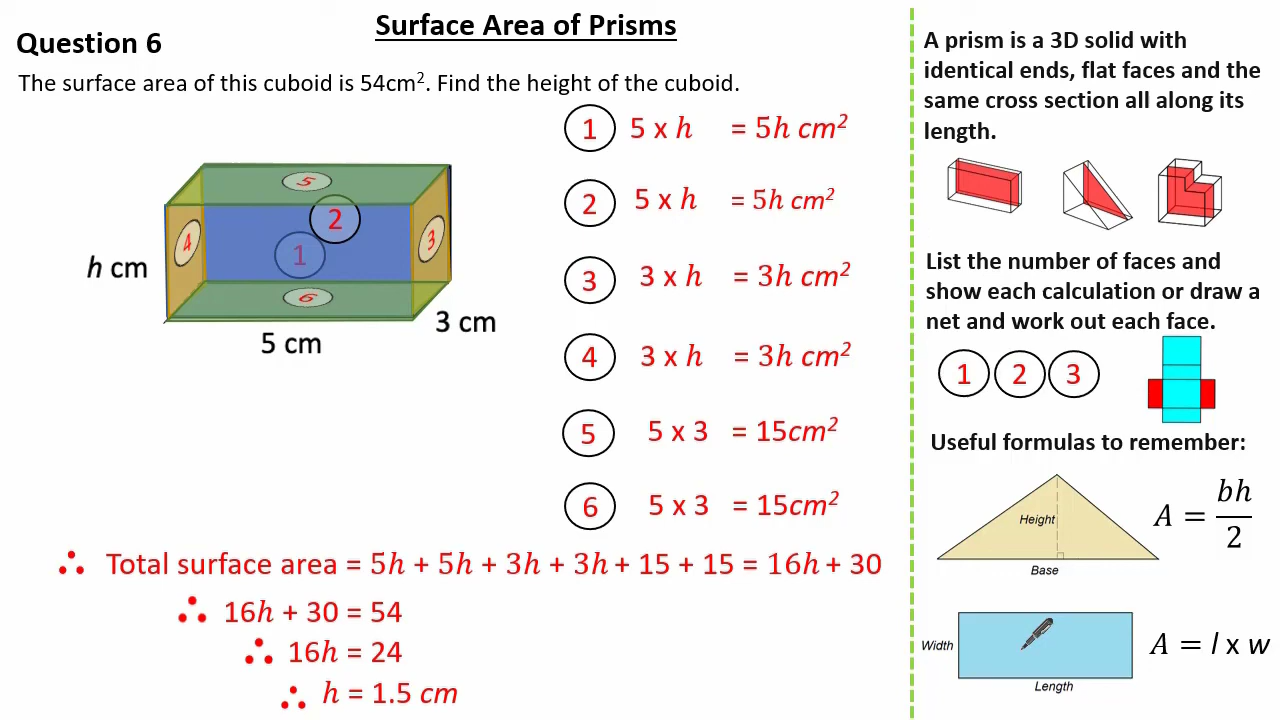 Surface Area of Prisms
Question 6
The surface area of this cuboid is 54cm². Find the height of the cuboid.
5
2
4
1
3
6
h cm
5 cm
3 cm
1 5 x h = 5h cm²
2 5 x h = 5h cm²
3 3 x h = 3h cm²
4 3 x h = 3h cm²
5 5 x 3 = 15cm²
6 5 x 3 = 15cm²
∴ Total surface area = 5h + 5h + 3h + 3h + 15 + 15 = 16h + 30
∴ 16h + 30 = 54
∴ 16h = 24
∴ h = 1.5 cm
A prism is a 3D solid with
identical ends, flat faces and the
same cross section all along its
length.
List the number of faces and
show each calculation or draw a
net and work out each face.
1 2 3
Useful formulas to remember:
Height
Base
A = bh/2
Width
Length
A = l x w